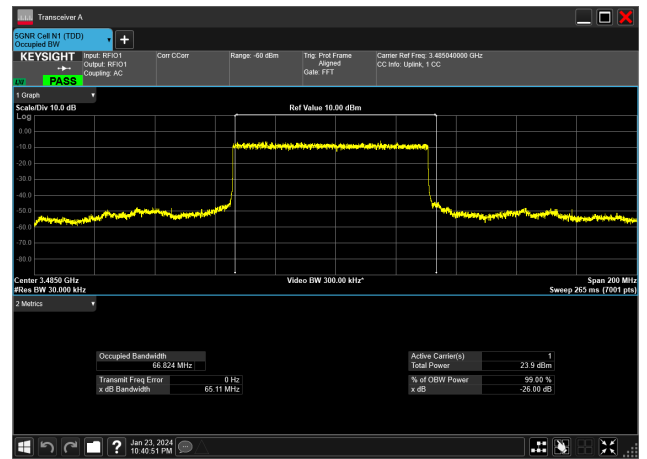 Transceiver A
5GNR Cell N1 (TDD)
Occupied BW
KEYSIGHT
LXI
PASS
Input: RFIO1
Output: RFIO1
Coupling: AC
Corr CCorr
Range: -60 dBm
Trig: Prot Frame
Aligned
Gate: FFT
Carrier Ref Freq: 3.485040000 GHz
CC Info: Uplink, 1 CC
1 Graph
Scale/Div 10.0 dB
Ref Value 10.00 dBm
Log
0.00
-10.0
-20.0
-30.0
-40.0
-50.0
-60.0
-70.0
-80.0
Center 3.4850 GHz
Video BW 300.00 kHz*
Span 200 MHz
#Res BW 30.000 kHz
Sweep 265 ms (7001 pts)
2 Metrics
Occupied Bandwidth
66.824 MHz
Transmit Freq Error 0 Hz
x dB Bandwidth 65.11 MHz
Active Carrier(s) 1
Total Power 23.9 dBm
% of OBW Power 99.00 %
x dB -26.00 dB
?
Jan 23, 2024
10:40:51 PM